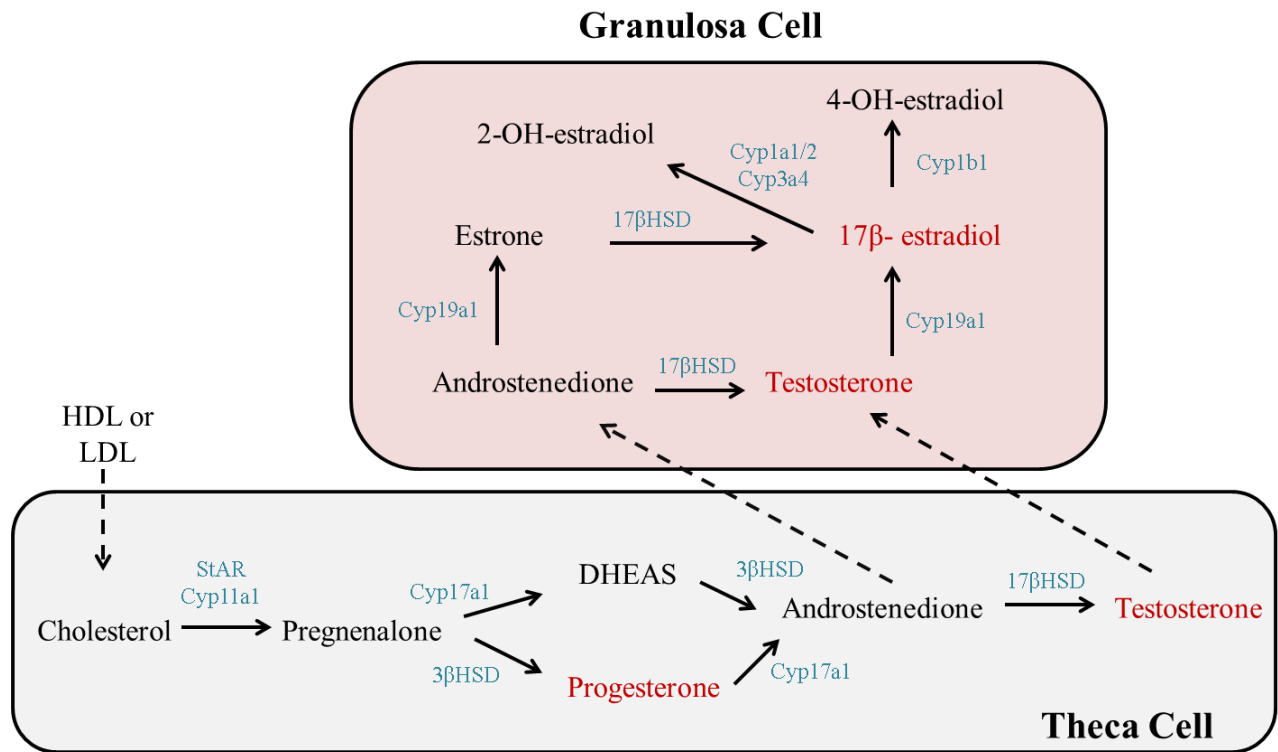 Granulosa Cell
4-OH-estradiol
2-OH-estradiol
Cyp1a1/2
Cyp3a4
Cyp1b1
17βHSD
Estrone
17β- estradiol
Cyp19a1
Cyp19a1
17βHSD
Androstenedione
Testosterone
HDL or
LDL
StAR
Cyp11a1
Cholesterol
Pregnenalone
Cyp17a1
3βHSD
DHEAS
Progesterone
3βHSD
Cyp17a1
Androstenedione
17βHSD
Testosterone
Theca Cell